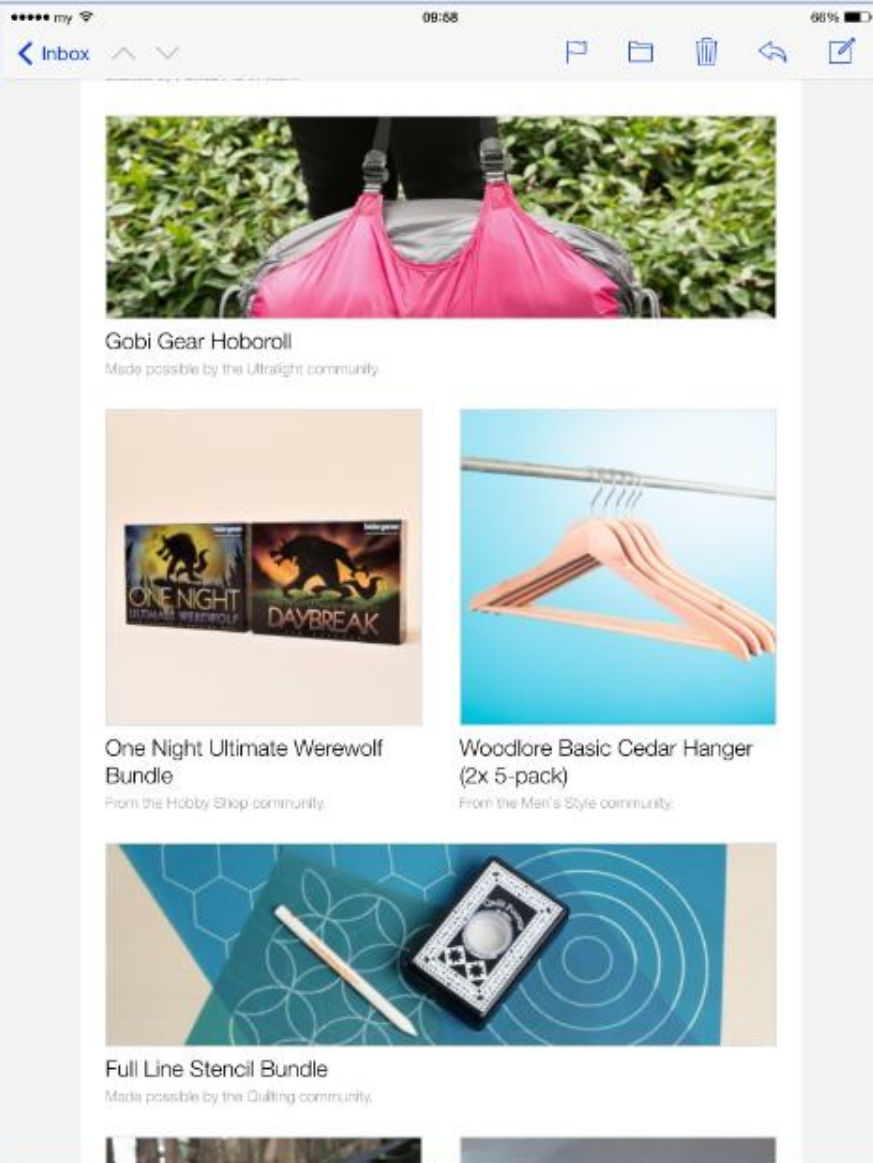 my
09:58
66%
Inbox
Gobi Gear Hoboroll
Made possible by the Ultralight community.
ONE NIGHT
ULTIMATE WEREWOLF
DAYBREAK
One Night Ultimate Werewolf
Bundle
From the Hobby Shop community.
Woodlore Basic Cedar Hanger
(2x 5-pack)
From the Men's Style community.
Full Line Stencil Bundle
Made possible by the Quilting community.